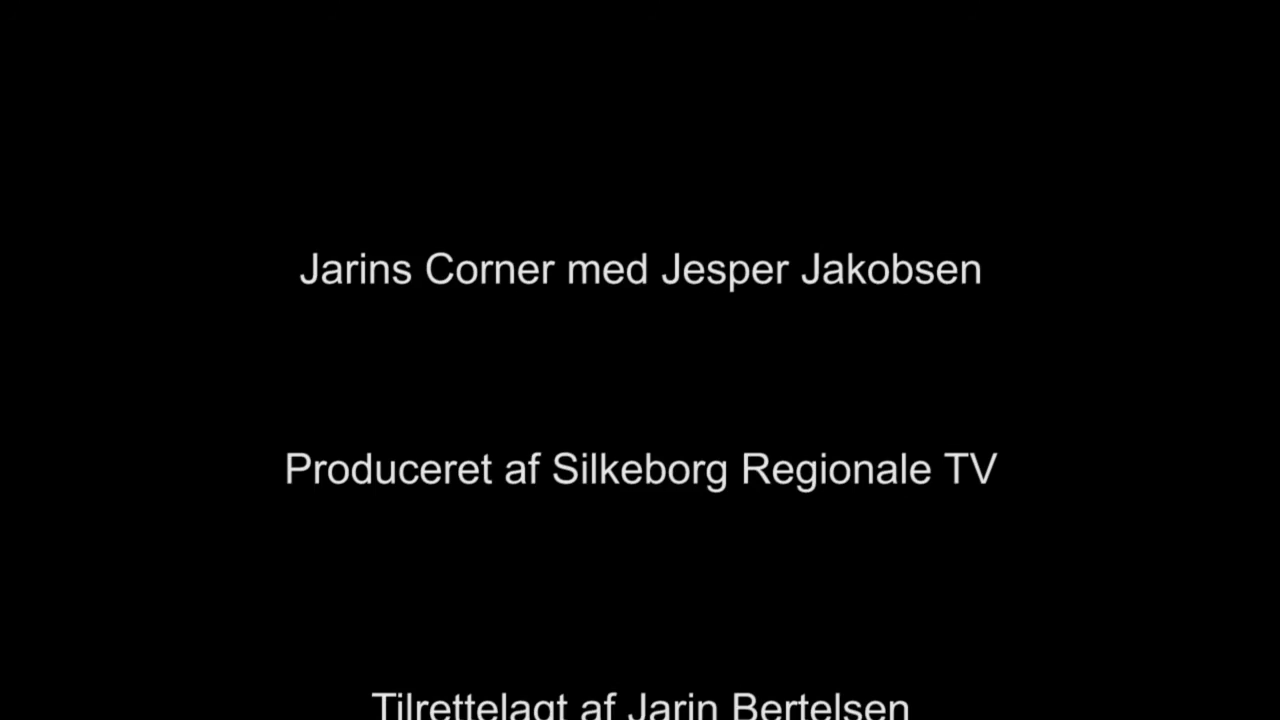 Jarins Corner med Jesper Jakobsen
Produceret af Silkeborg Regionale TV
Tilrettelagt af Jarin Bertelsen